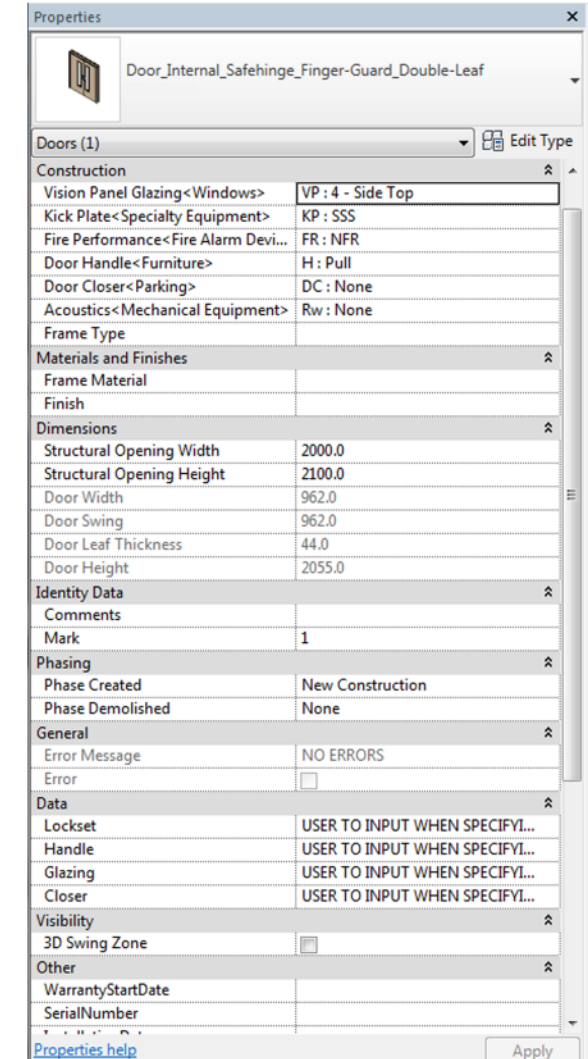 Properties
Door_Internal_Safehinge_Finger-Guard_Double-Leaf
Doors (1) Edit Type
Construction
Vision Panel Glazing<Windows> VP : 4 - Side Top
Kick Plate<Specialty Equipment> KP : SSS
Fire Performance<Fire Alarm Devi... FR : NFR
Door Handle<Furniture> H : Pull
Door Closer<Parking> DC : None
Acoustics<Mechanical Equipment> Rw : None
Frame Type
Materials and Finishes
Frame Material
Finish
Dimensions
Structural Opening Width 2000.0
Structural Opening Height 2100.0
Door Width 962.0
Door Swing 962.0
Door Leaf Thickness 44.0
Door Height 2055.0
Identity Data
Comments
Mark 1
Phasing
Phase Created New Construction
Phase Demolished None
General
Error Message NO ERRORS
Error
Data
Lockset USER TO INPUT WHEN SPECIFYI...
Handle USER TO INPUT WHEN SPECIFYI...
Glazing USER TO INPUT WHEN SPECIFYI...
Closer USER TO INPUT WHEN SPECIFYI...
Visibility
3D Swing Zone
Other
WarrantyStartDate
SerialNumber
Properties help Apply